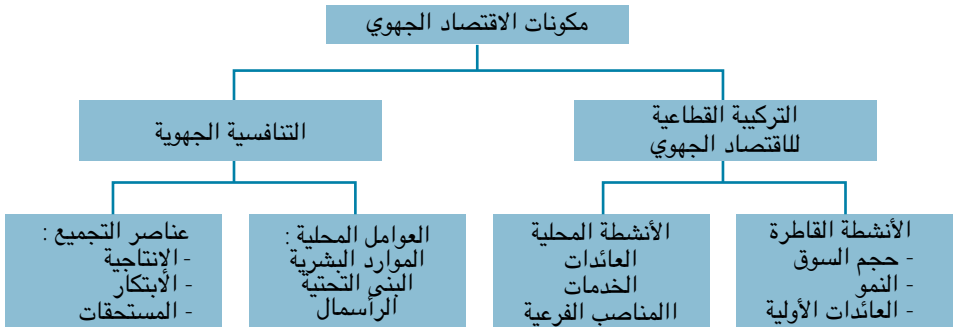 مكونات الاقتصاد الجهوي
التركيبة القطاعية
للاقتصاد الجهوي
التنافسية الجهوية
الأنشطة القاطرة
- حجم السوق
- النمو
- العائدات الأولية
الأنشطة المحلية
العائدات
الخدمات
االمناصب الفرعية
العوامل المحلية :
الموارد البشرية
البنى التحتية
الرأسمال
عناصر التجميع :
- الإنتاجية
- الإبتكار
- المستحقات